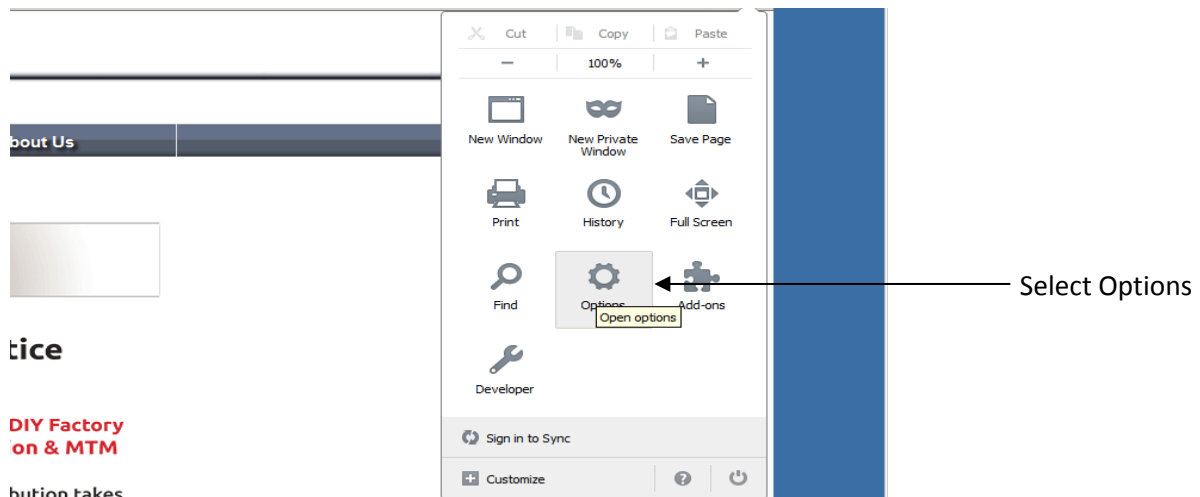 Cut Copy Paste
100%
bout Us
New Window New Private Window Save Page
Print History Full Screen
Find Options Add-ons
Open options
Select Options
tice
Developer
DIY Factory
on & MTM
Sign in to Sync
Customize
bution takes